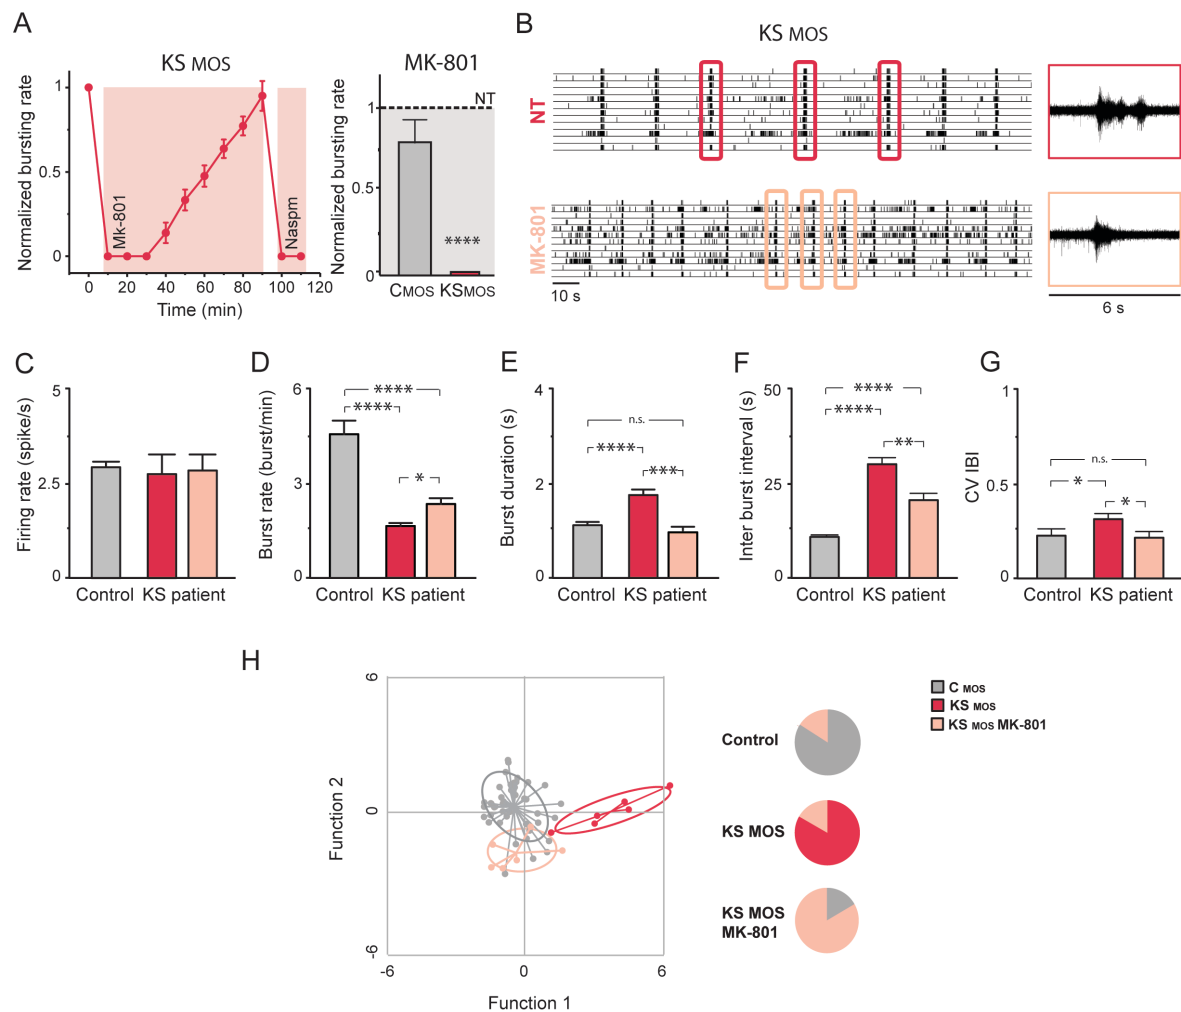 A
KS MOS
Normalized bursting rate
1
0.5
0
Mk-801
Naspm
0 20 40 60 80 100 120
Time (min)
MK-801
Normalized bursting rate
NT
1
0.5
0
****
CMOS KSMOS
B
KS MOS
NT
MK-801
10 s
6 s
C
Firing rate (spike/s)
5
2.5
0
Control KS patient
D
Burst rate (burst/min)
6
3
0
****
****
*
Control KS patient
E
Burst duration (s)
4
2
0
n.s.
****
***
Control KS patient
F
Inter burst interval (s)
50
25
0
****
****
**
Control KS patient
G
CV IBI
1
0.5
0
n.s.
*
*
Control KS patient
H
Function 2
6
0
-6
-6 0 6
Function 1
Control
KS MOS
KS MOS
MK-801
C MOS
KS MOS
KS MOS MK-801